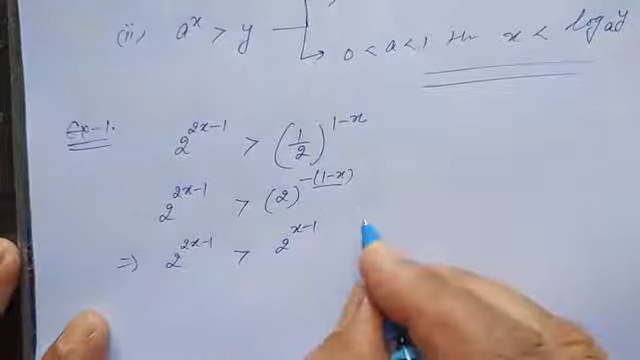 (ii) a^x > y → 0 < a < 1 then x < log_a y
Ex-1. 2^{2x-1} > (1/2)^{1-x}
2^{2x-1} > (2)^{-(1-x)}
⇒ 2^{2x-1} > 2^{x-1}